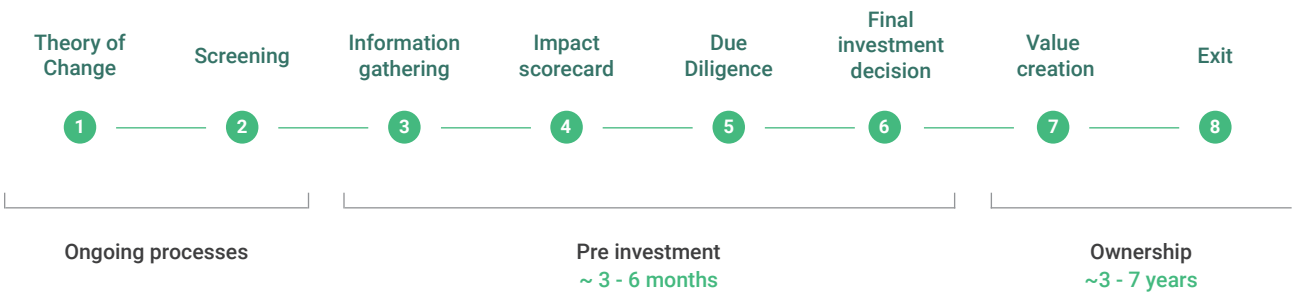 Theory of
Change
Screening
Information
gathering
Impact
scorecard
Due
Diligence
Final
investment
decision
Value
creation
Exit
1
2
3
4
5
6
7
8
Ongoing processes
Pre investment
~ 3 - 6 months
Ownership
~3 - 7 years